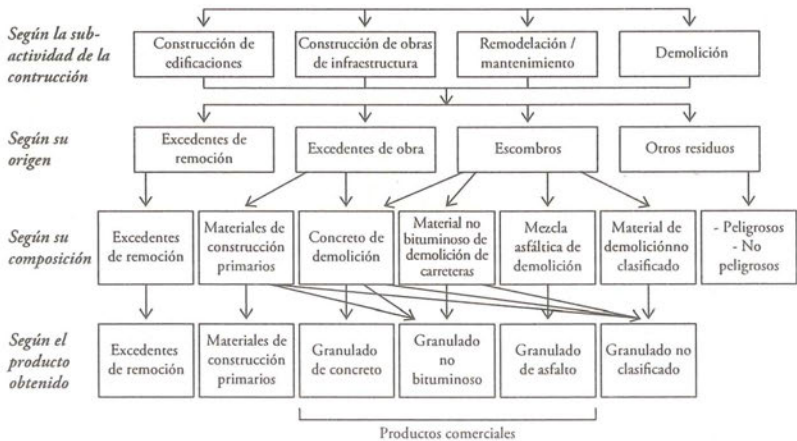 Según la sub-
actividad de la
contrucción
Construcción de
edificaciones
Construcción de obras
de infraestructura
Remodelación /
mantenimiento
Demolición
Según su
origen
Excedentes de
remoción
Excedentes de obra
Escombros
Otros residuos
Según su
composición
Excedentes
de remoción
Materiales de
construcción
primarios
Concreto de
demolición
Material no
bituminoso de
demolición de
carreteras
Mezcla
asfáltica de
demolición
Material de
demoliciónno
clasificado
- Peligrosos
- No
peligrosos
Según el
producto
obtenido
Excedentes
de remoción
Materiales de
construcción
primarios
Granulado
de concreto
Granulado
no
bituminoso
Granulado
de asfalto
Granulado no
clasificado
Productos comerciales